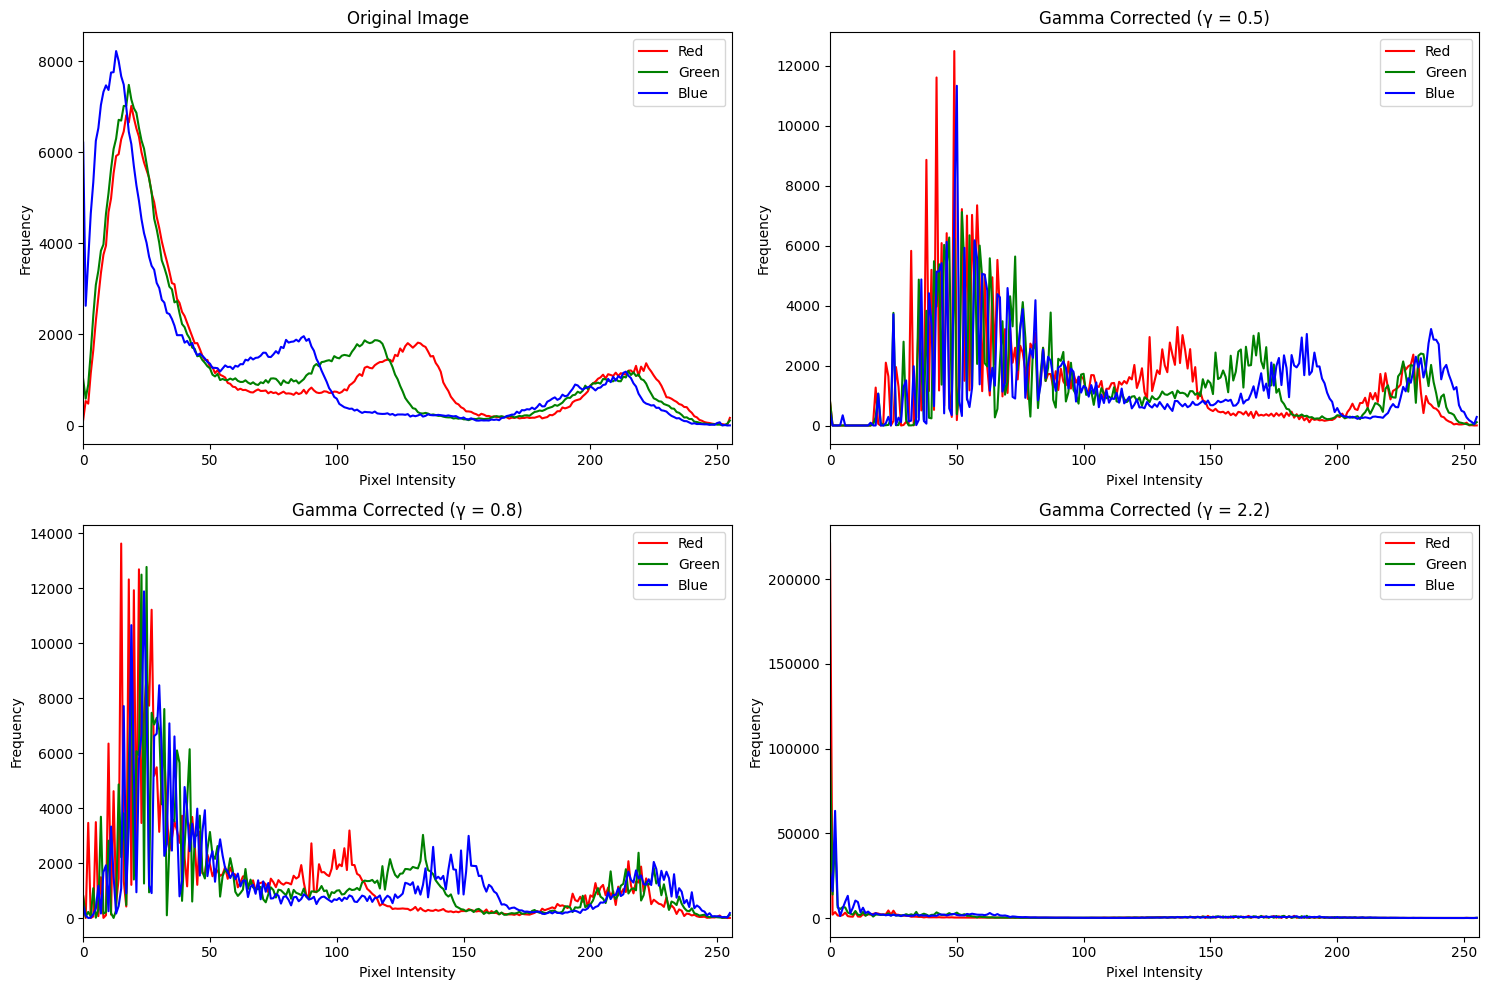 Original Image
Frequency
8000
6000
4000
2000
0
0 50 100 150 200 250
Pixel Intensity
Red
Green
Blue
Gamma Corrected (γ = 0.5)
Frequency
12000
10000
8000
6000
4000
2000
0
0 50 100 150 200 250
Pixel Intensity
Red
Green
Blue
Gamma Corrected (γ = 0.8)
Frequency
14000
12000
10000
8000
6000
4000
2000
0
0 50 100 150 200 250
Pixel Intensity
Red
Green
Blue
Gamma Corrected (γ = 2.2)
Frequency
200000
150000
100000
50000
0
0 50 100 150 200 250
Pixel Intensity
Red
Green
Blue